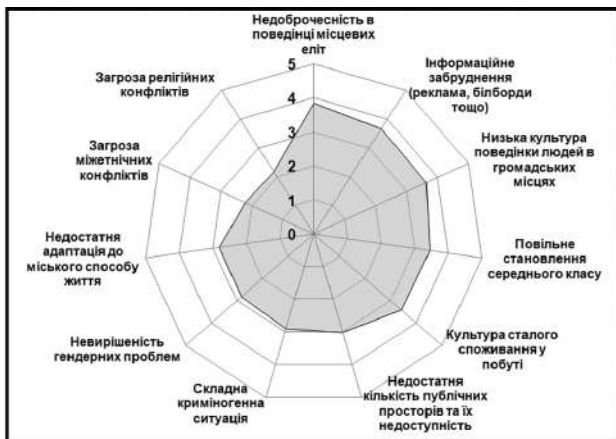 Недоброчесність в
поведінці місцевих
еліт
Інформаційне
забруднення
(реклама, білборди
тощо)
Низька культура
поведінки людей в
громадських
місцях
Повільне
становлення
середнього класу
Культура сталого
споживання у
побуті
Недостатня
кількість публічних
просторів та їх
недоступність
Складна
криміногенна
ситуація
Невирішеність
гендерних проблем
Недостатня
адаптація до
міського способу
життя
Загроза
міжетнічних
конфліктів
Загроза релігійних
конфліктів
5
4
3
2
1
0